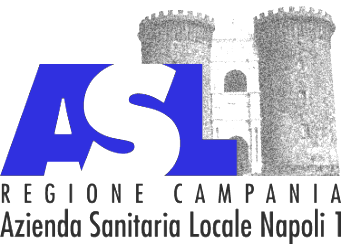 ASL
REGIONE CAMPANIA
Azienda Sanitaria Locale Napoli 1